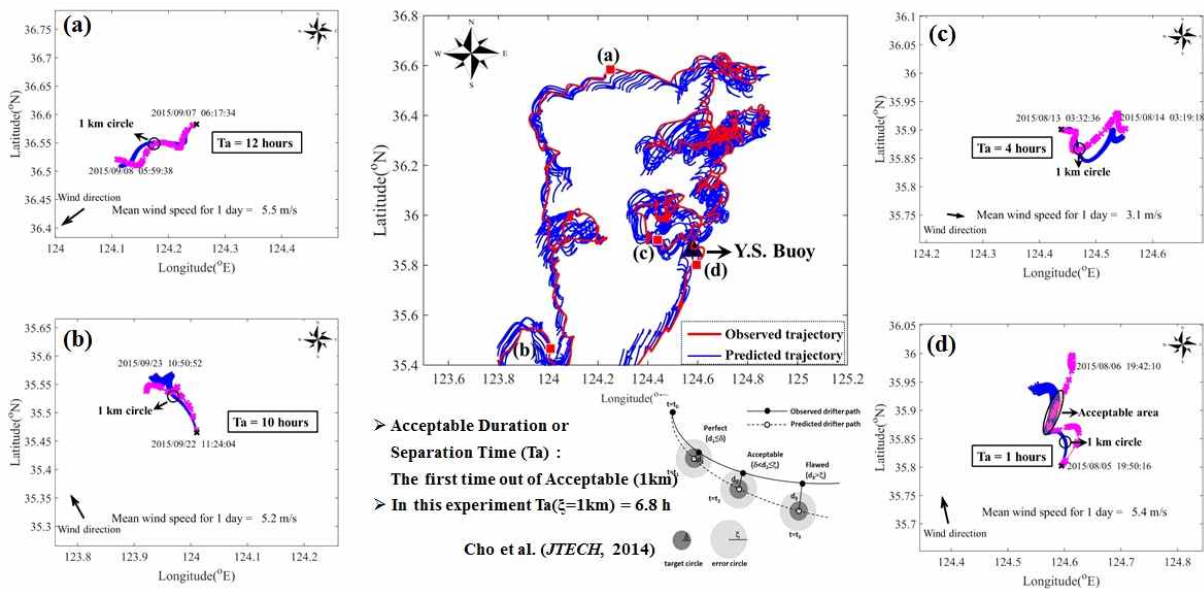 (a)
36.75
36.7
36.65
36.6
36.55
36.5
36.45
36.4
Latitude(°N)
2015/09/07 06:17:34
1 km circle
Ta = 12 hours
2015/09/08 05:59:38
Wind direction
Mean wind speed for 1 day = 5.5 m/s
124 124.1 124.2 124.3 124.4
Longitude(°E)
(b)
35.65
35.6
35.55
35.5
35.45
35.4
35.35
35.3
Latitude(°N)
2015/09/23 10:50:52
1 km circle
Ta = 10 hours
2015/09/22 11:24:04
Mean wind speed for 1 day = 5.2 m/s
Wind direction
123.8 123.9 124 124.1 124.2
Longitude(°E)
36.8
36.6
36.4
36.2
36
35.8
35.6
35.4
Latitude(°N)
N
W E
S
(a)
(c)
Y.S. Buoy
(d)
(b)
Observed trajectory
Predicted trajectory
123.6 123.8 124 124.2 124.4 124.6 124.8 125 125.2
➢ Acceptable Duration or
Separation Time (Ta) :
The first time out of Acceptable (1km)
➢ In this experiment Ta(ξ=1km) = 6.8 h
Cho et al. (JTECH, 2014)
Observed drifter path
Predicted drifter path
Perfect
(d₁≤δ)
Acceptable
(δ<d₂≤ξ)
Flawed
(d₃>ξ)
target circle
error circle
(c)
36.1
36.05
36
35.95
35.9
35.85
35.8
35.75
Latitude(°N)
2015/08/13 03:32:36
2015/08/14 03:19:18
Ta = 4 hours
1 km circle
Mean wind speed for 1 day = 3.1 m/s
Wind direction
124.2 124.3 124.4 124.5 124.6
Longitude(°E)
(d)
36.05
36
35.95
35.9
35.85
35.8
35.75
35.7
Latitude(°N)
2015/08/06 19:42:10
Acceptable area
1 km circle
Ta = 1 hours
2015/08/05 19:50:16
Mean wind speed for 1 day = 5.4 m/s
Wind direction
124.4 124.5 124.6 124.7 124.8
Longitude(°E)